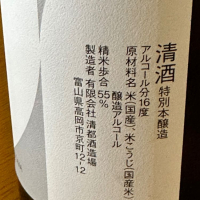 清酒 特別本醸造
アルコール分16度
原材料名 米(国産)、米こうじ(国産米)
醸造アルコール
精米歩合 55%
製造者 有限会社 清都酒造場
富山県高岡市京町12-12